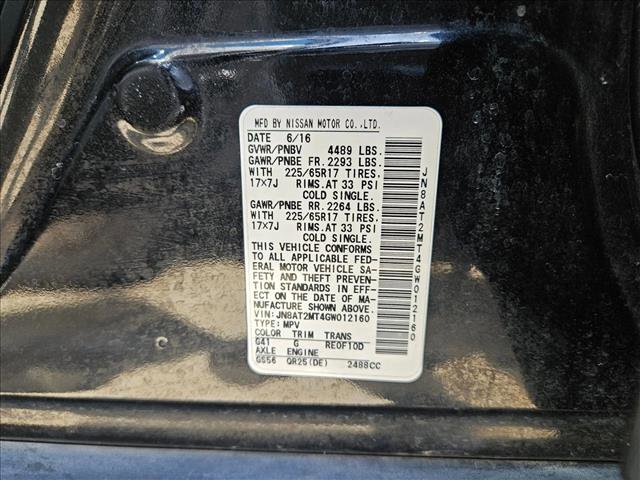 MFD BY NISSAN MOTOR CO.,LTD.
DATE 6/16
GVWR/PNBV 4489 LBS.
GAWR/PNBE FR. 2293 LBS.
WITH 225/65R17 TIRES.
17x7J RIMS.AT 33 PSI
COLD SINGLE.
GAWR/PNBE RR. 2264 LBS.
WITH 225/65R17 TIRES.
17x7J RIMS.AT 33 PSI
COLD SINGLE.
THIS VEHICLE CONFORMS
TO ALL APPLICABLE FED-
ERAL MOTOR VEHICLE SA-
FETY AND THEFT PREVEN-
TION STANDARDS IN EFF-
ECT ON THE DATE OF MA-
NUFACTURE SHOWN ABOVE.
VIN: JN8AT2MT4GW012160
TYPE: MPV
COLOR TRIM TRANS
G41 G RE0F10D
AXLE ENGINE
GS56 QR25(DE) 2488CC
JN8AT2MT4GW012160